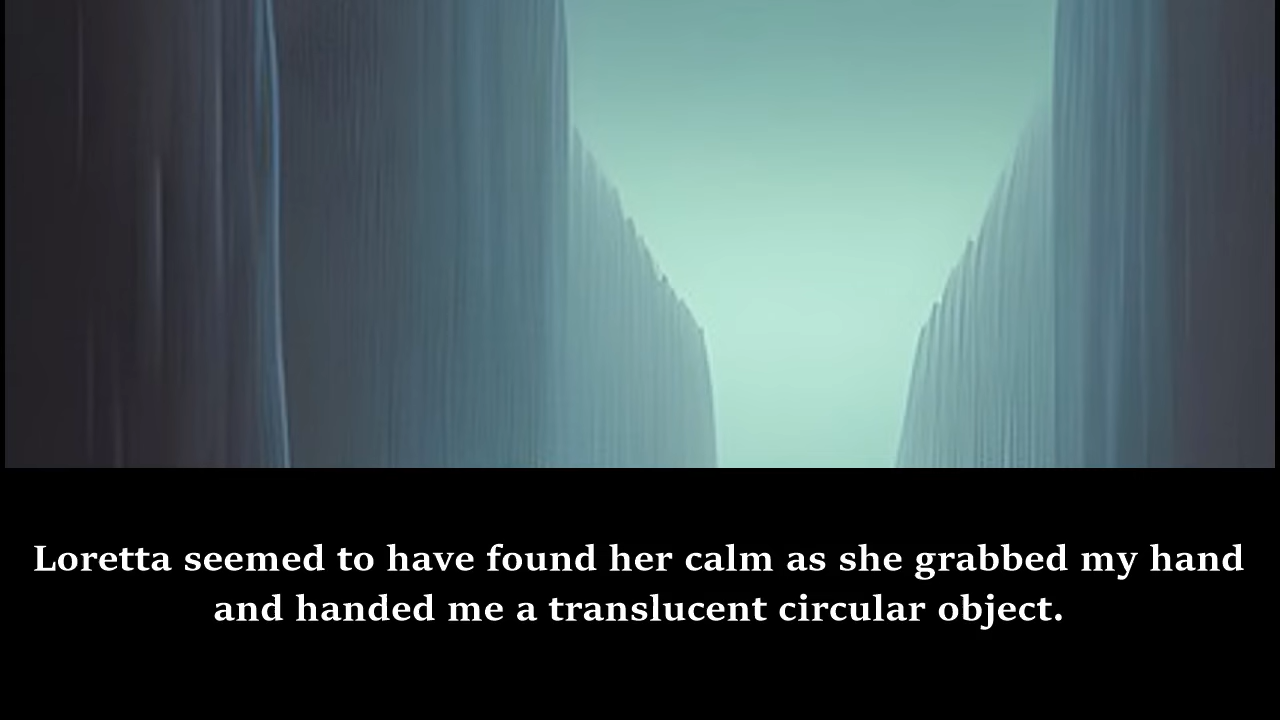 Loretta seemed to have found her calm as she grabbed my hand
and handed me a translucent circular object.